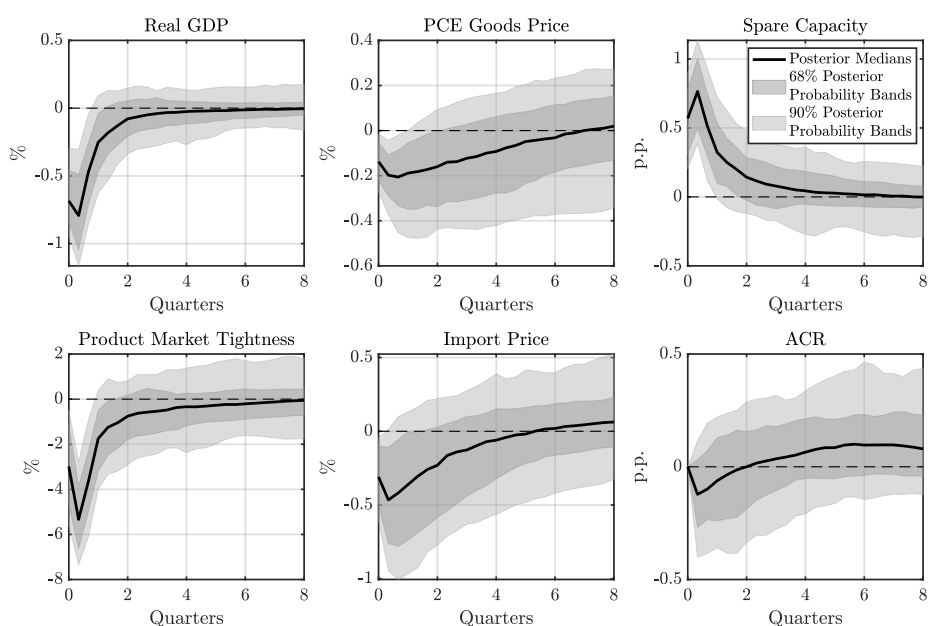 Real GDP
0.5
0
-0.5
-1
%
0 2 4 6 8
Quarters
PCE Goods Price
0.4
0.2
0
-0.2
-0.4
-0.6
%
0 2 4 6 8
Quarters
Spare Capacity
1
0.5
0
-0.5
p.p.
Posterior Medians
68% Posterior
Probability Bands
90% Posterior
Probability Bands
0 2 4 6 8
Quarters
Product Market Tightness
2
0
-2
-4
-6
-8
%
0 2 4 6 8
Quarters
Import Price
0.5
0
-0.5
-1
%
0 2 4 6 8
Quarters
ACR
0.5
0
-0.5
p.p.
0 2 4 6 8
Quarters